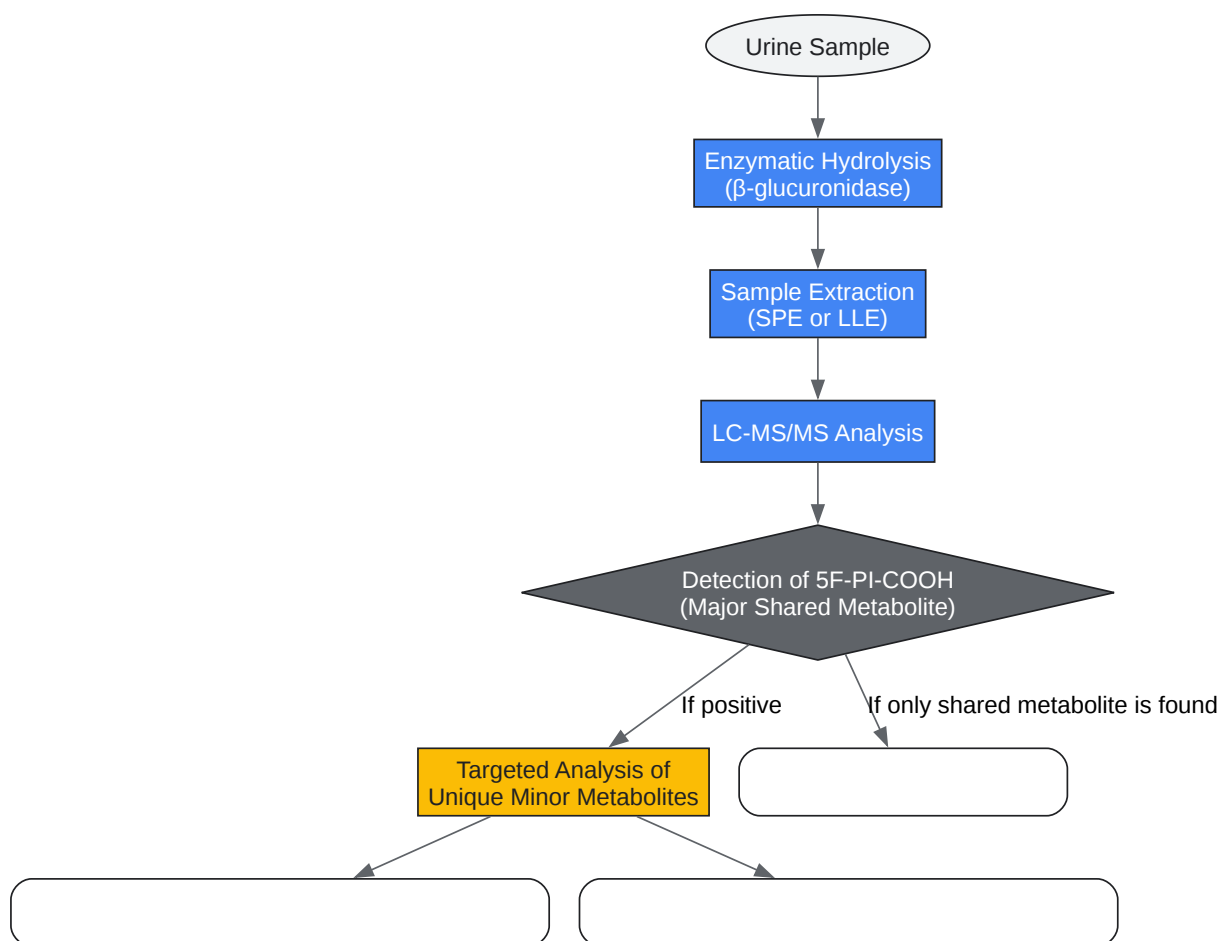 Urine Sample
Enzymatic Hydrolysis
(β-glucuronidase)
Sample Extraction
(SPE or LLE)
LC-MS/MS Analysis
Detection of 5F-PI-COOH
(Major Shared Metabolite)
If positive
If only shared metabolite is found
Targeted Analysis of
Unique Minor Metabolites